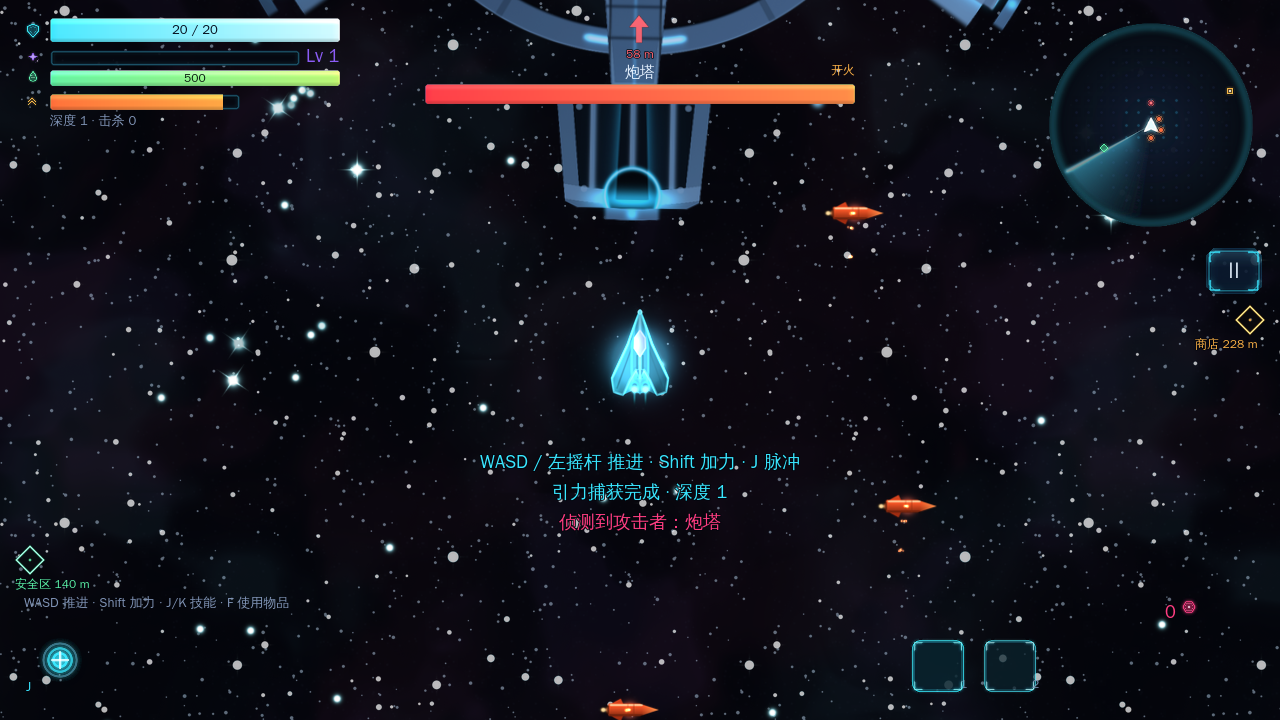 20 / 20
Lv 1
500
深度 1 · 击杀 0
58 m
炮塔
开火
商店 228 m
WASD / 左摇杆 推进 · Shift 加力 · J 脉冲
引力捕获完成 · 深度 1
侦测到攻击者：炮塔
安全区 140 m
WASD 推进 · Shift 加力 · J/K 技能 · F 使用物品
0
J